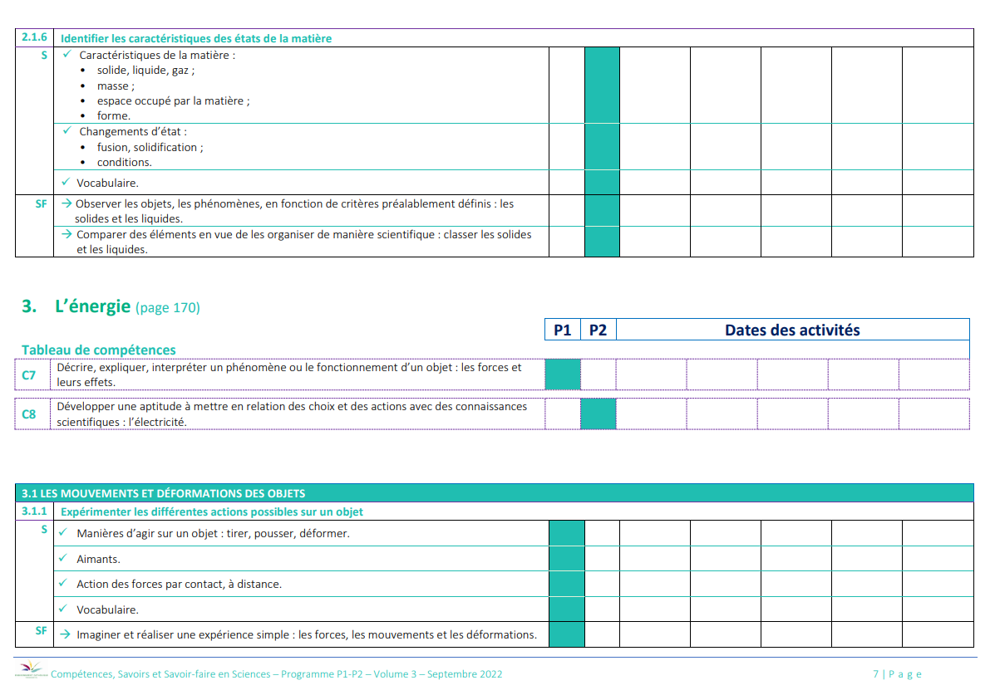 2.1.6 Identifier les caractéristiques des états de la matière
S ✓ Caractéristiques de la matière :
• solide, liquide, gaz ;
• masse ;
• espace occupé par la matière ;
• forme.
✓ Changements d’état :
• fusion, solidification ;
• conditions.
✓ Vocabulaire.
SF → Observer les objets, les phénomènes, en fonction de critères préalablement définis : les
solides et les liquides.
→ Comparer des éléments en vue de les organiser de manière scientifique : classer les solides
et les liquides.
3. L’énergie (page 170)
P1 P2 Dates des activités
Tableau de compétences
C7 Décrire, expliquer, interpréter un phénomène ou le fonctionnement d’un objet : les forces et
leurs effets.
C8 Développer une aptitude à mettre en relation des choix et des actions avec des connaissances
scientifiques : l’électricité.
3.1 LES MOUVEMENTS ET DÉFORMATIONS DES OBJETS
3.1.1 Expérimenter les différentes actions possibles sur un objet
S ✓ Manières d’agir sur un objet : tirer, pousser, déformer.
✓ Aimants.
✓ Action des forces par contact, à distance.
✓ Vocabulaire.
SF → Imaginer et réaliser une expérience simple : les forces, les mouvements et les déformations.
Compétences, Savoirs et Savoir-faire en Sciences – Programme P1-P2 – Volume 3 – Septembre 2022 7 | P a g e